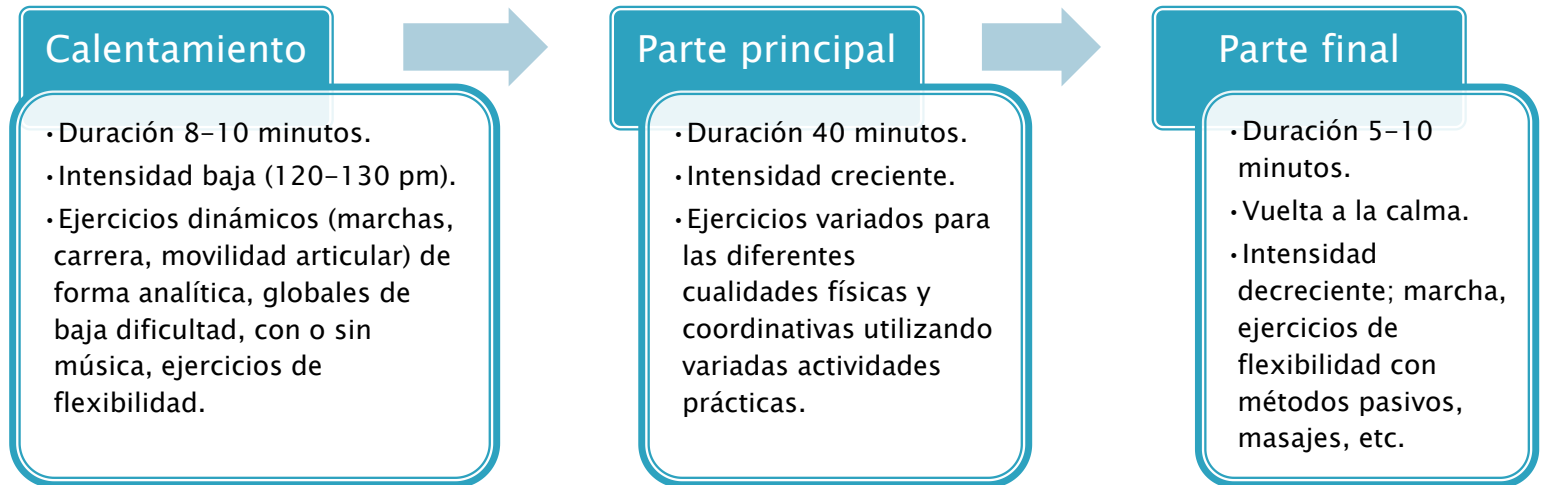 Calentamiento
·Duración 8-10 minutos.
·Intensidad baja (120-130 pm).
·Ejercicios dinámicos (marchas,
carrera, movilidad articular) de
forma analítica, globales de
baja dificultad, con o sin
música, ejercicios de
flexibilidad.
Parte principal
·Duración 40 minutos.
·Intensidad creciente.
·Ejercicios variados para
las diferentes
cualidades físicas y
coordinativas utilizando
variadas actividades
prácticas.
Parte final
·Duración 5-10
minutos.
·Vuelta a la calma.
·Intensidad
decreciente; marcha,
ejercicios de
flexibilidad con
métodos pasivos,
masajes, etc.